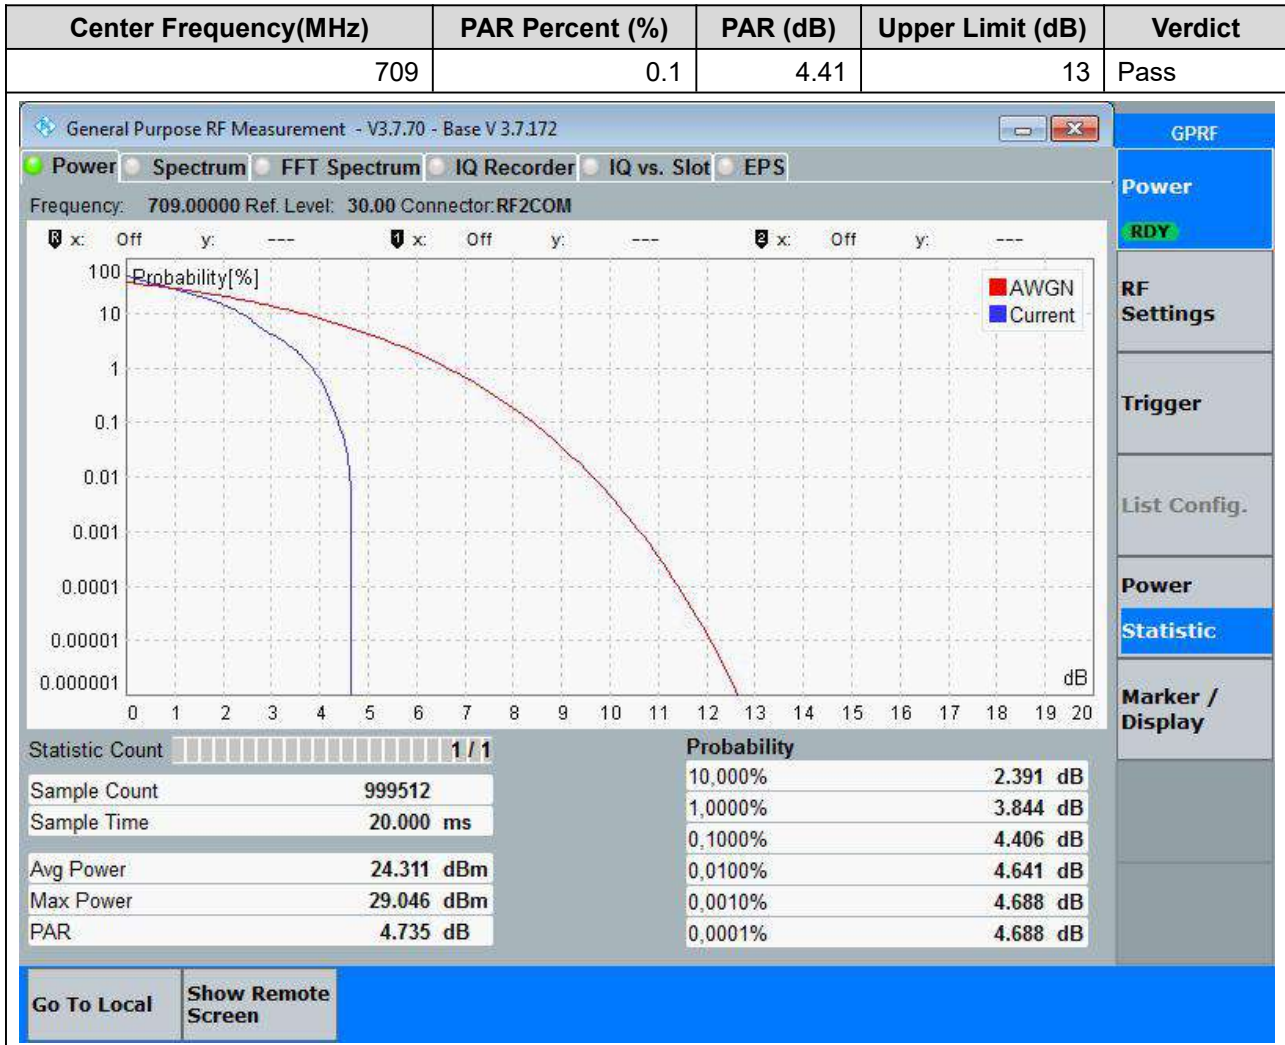 Center Frequency(MHz) PAR Percent (%) PAR (dB) Upper Limit (dB) Verdict
709 0.1 4.41 13 Pass
General Purpose RF Measurement - V3.7.70 - Base V 3.7.172
GPRF
Power Spectrum FFT Spectrum IQ Recorder IQ vs. Slot EPS
Frequency: 709.00000 Ref. Level: 30.00 Connector:RF2COM
R x: Off y: --- 1 x: Off y: --- 2 x: Off y: ---
Probability[%]
AWGN
Current
100
10
1
0.1
0.01
0.001
0.0001
0.00001
0.000001
dB
0 1 2 3 4 5 6 7 8 9 10 11 12 13 14 15 16 17 18 19 20
Statistic Count 1 / 1
Sample Count 999512
Sample Time 20.000 ms
Avg Power 24.311 dBm
Max Power 29.046 dBm
PAR 4.735 dB
Probability
10,000% 2.391 dB
1,0000% 3.844 dB
0,1000% 4.406 dB
0,0100% 4.641 dB
0,0010% 4.688 dB
0,0001% 4.688 dB
Power
RDY
RF
Settings
Trigger
List Config.
Power
Statistic
Marker /
Display
Go To Local
Show Remote
Screen